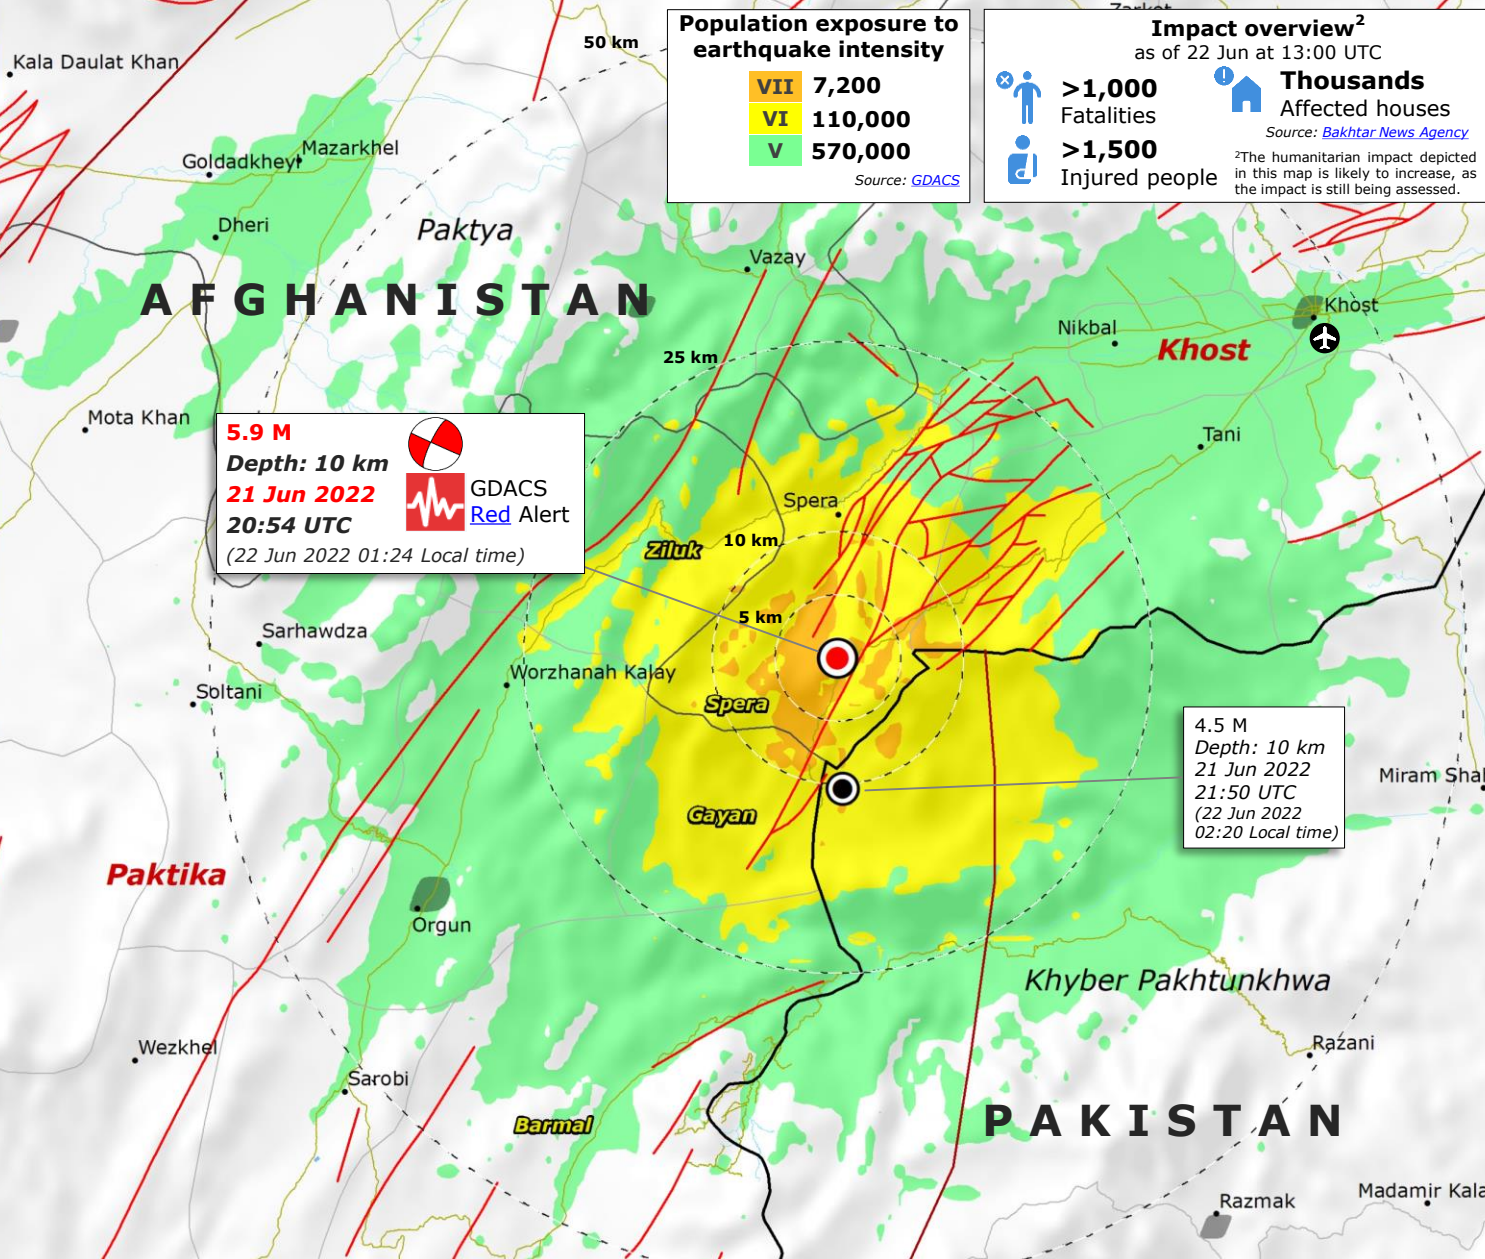 Zarkot
50 km
Population exposure to
earthquake intensity
VII 7,200
VI 110,000
V 570,000
Source: GDACS
Impact overview2
as of 22 Jun at 13:00 UTC
>1,000
Fatalities
>1,500
Injured people
Thousands
Affected houses
Source: Bakhtar News Agency
2The humanitarian impact depicted
in this map is likely to increase, as
the impact is still being assessed.
Kala Daulat Khan
Mazarkhel
Goldadkheyl
Dheri
Paktya
Vazay
AFGHANISTAN
Khost
Nikbal
Khost
25 km
Mota Khan
Tani
5.9 M
Depth: 10 km
21 Jun 2022
20:54 UTC
(22 Jun 2022 01:24 Local time)
GDACS
Red Alert
Spera
10 km
Ziluk
5 km
Sarhawdza
Worzhanah Kalay
Soltani
Spera
4.5 M
Depth: 10 km
21 Jun 2022
21:50 UTC
(22 Jun 2022
02:20 Local time)
Miram Shal
Gayan
Paktika
Orgun
Khyber Pakhtunkhwa
Wezkhel
Razani
Sarobi
Barmal
PAKISTAN
Razmak
Madamir Kala